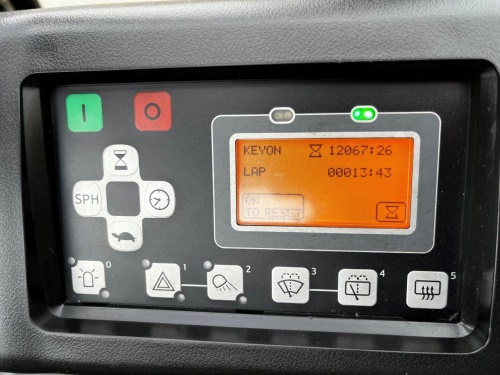 I O
KEYON 12067:26
LAP 00013:43
OK
TO RESET
SPH
0 1 2 3 4 5